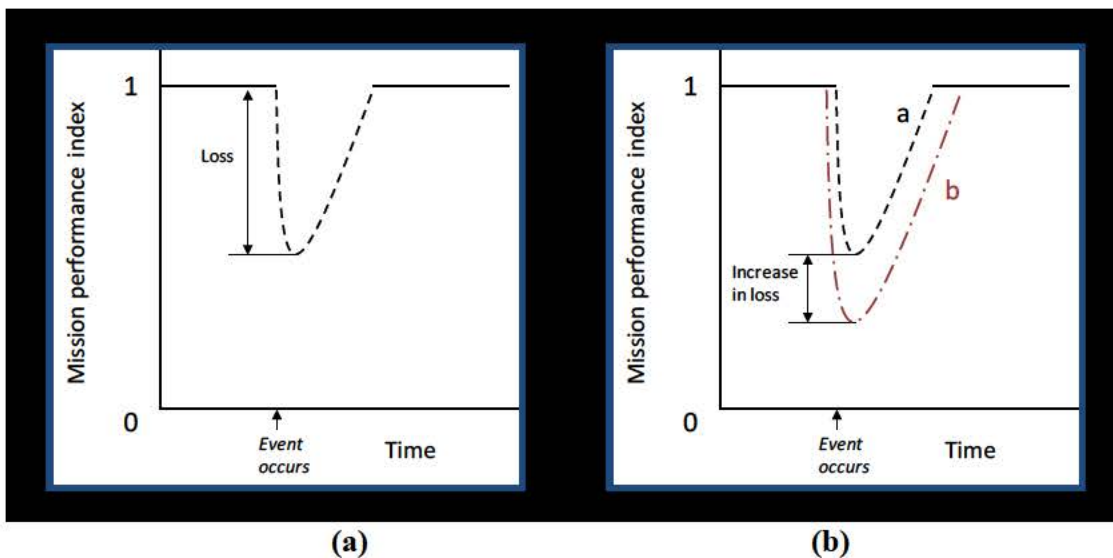 Mission performance index
1
0
Loss
Event
occurs
Time
(a)
Mission performance index
1
0
a
b
Increase
in loss
Event
occurs
Time
(b)